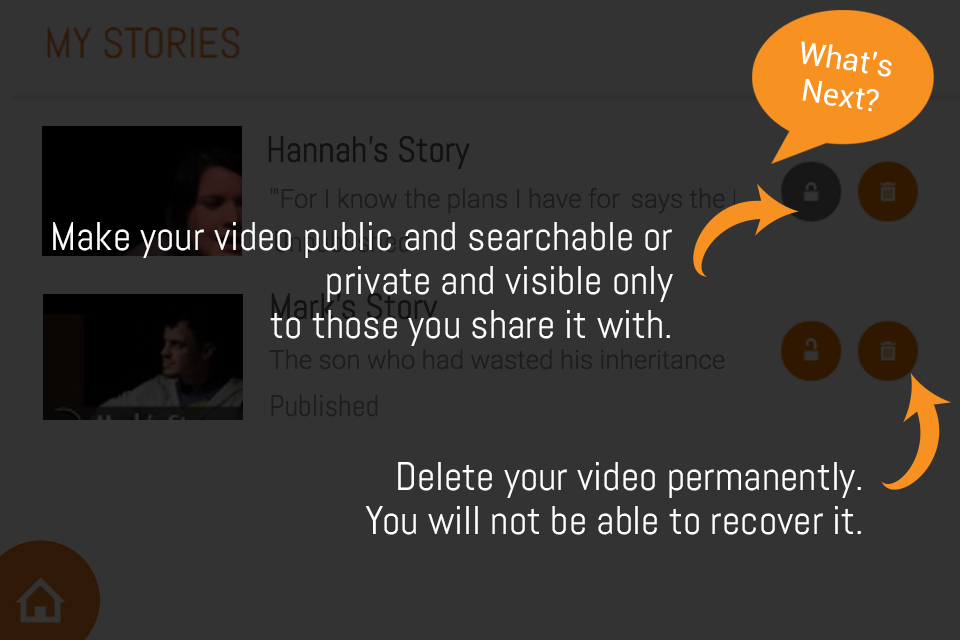 MY STORIES
What's
Next?
Hannah's Story
"'For I know the plans I have for says the
Make your video public and searchable or
private and visible only
Mark's Story
to those you share it with.
The son who had wasted his inheritance
Published
Delete your video permanently.
You will not be able to recover it.